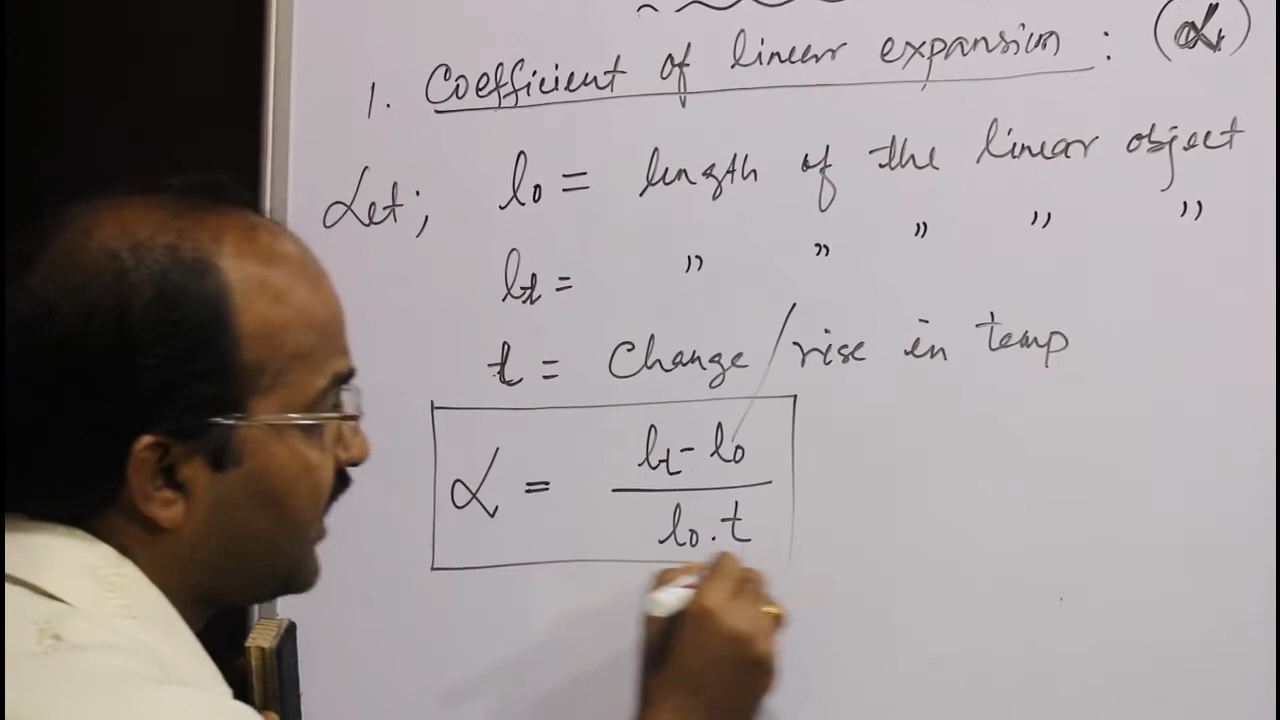 1. Coefficient of linear expansion : (α)
Let; l₀ = length of the linear object
lₜ = " " " " "
t = Change/rise in temp
α = lₜ - l₀
l₀.t